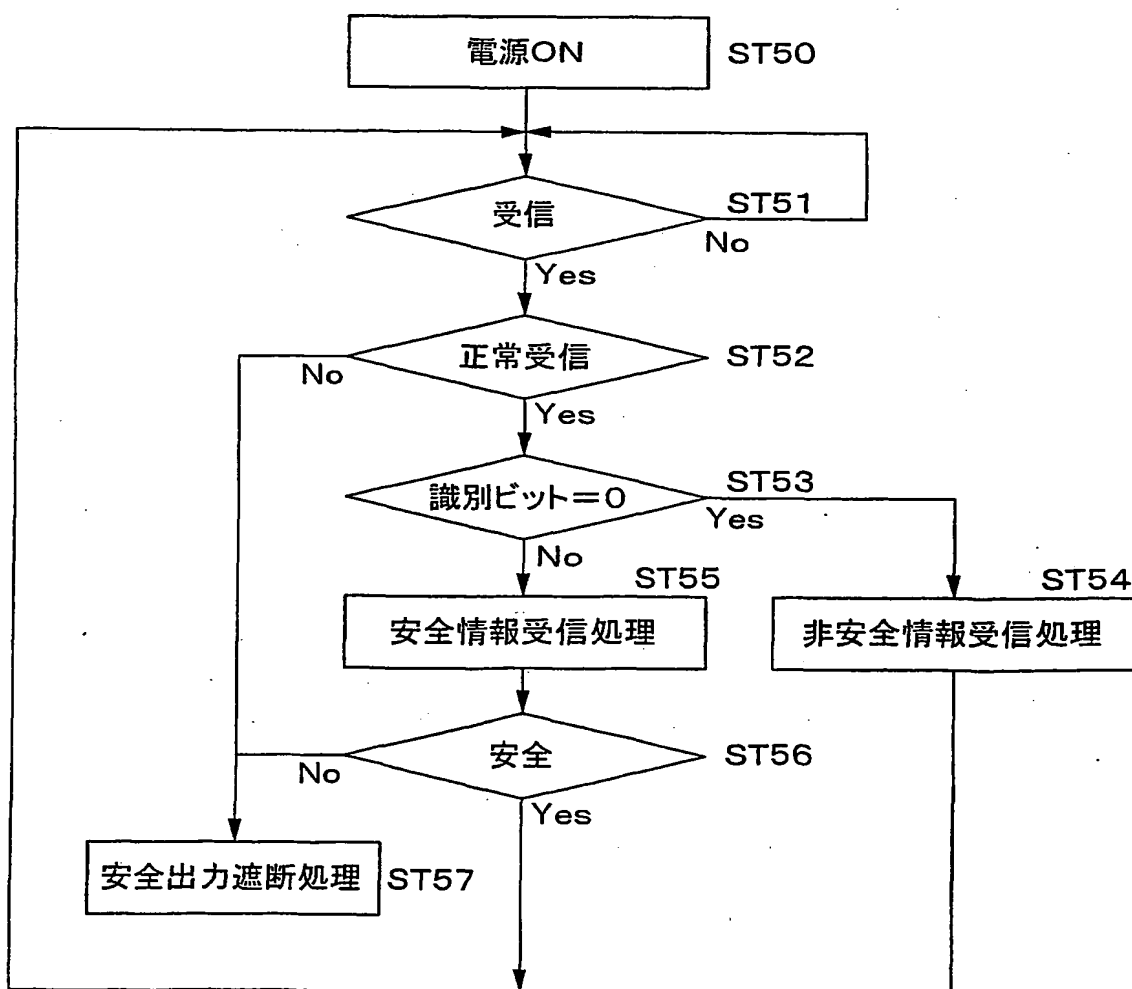 電源ON
ST50
受信
ST51
No
Yes
正常受信
ST52
No
Yes
識別ビット=0
ST53
Yes
No
ST55
ST54
安全情報受信処理
非安全情報受信処理
安全
ST56
No
Yes
安全出力遮断処理
ST57